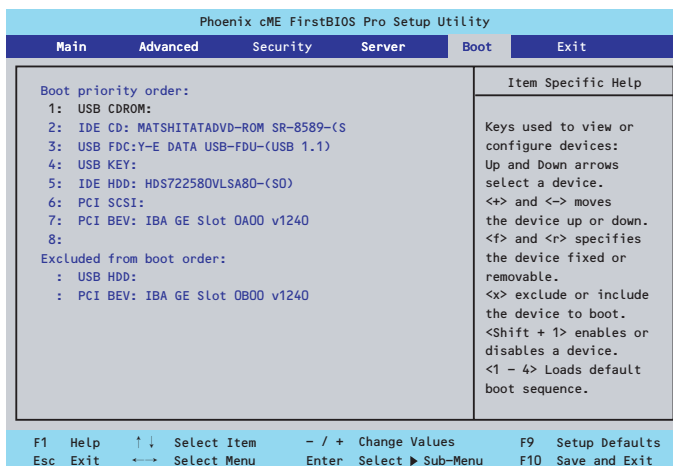 Phoenix cME FirstBIOS Pro Setup Utility
Main Advanced Security Server Boot Exit
Boot priority order:
1: USB CDROM:
2: IDE CD: MATSHITATADVD-ROM SR-8589-(S
3: USB FDC:Y-E DATA USB-FDU-(USB 1.1)
4: USB KEY:
5: IDE HDD: HDS722580VLSA80-(S0)
6: PCI SCSI:
7: PCI BEV: IBA GE Slot 0A00 v1240
8:
Excluded from boot order:
: USB HDD:
: PCI BEV: IBA GE Slot 0B00 v1240
Item Specific Help
Keys used to view or
configure devices:
Up and Down arrows
select a device.
<+> and <-> moves
the device up or down.
<f> and <r> specifies
the device fixed or
removable.
<x> exclude or include
the device to boot.
<Shift + 1> enables or
disables a device.
<1 - 4> Loads default
boot sequence.
F1 Help ↑↓ Select Item - / + Change Values F9 Setup Defaults
Esc Exit ←→ Select Menu Enter Select ▶ Sub-Menu F10 Save and Exit